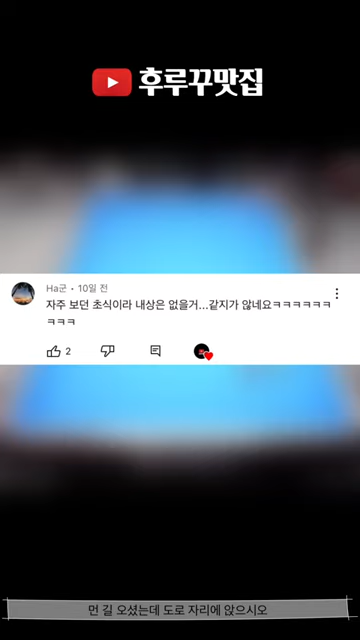 후루꾸맛집
Ha군 • 10일 전
자주 보던 초식이라 내상은 없을거...같지가 않네요ㅋㅋㅋㅋㅋㅋ
ㅋㅋㅋ
2
먼 길 오셨는데 도로 자리에 앉으시오